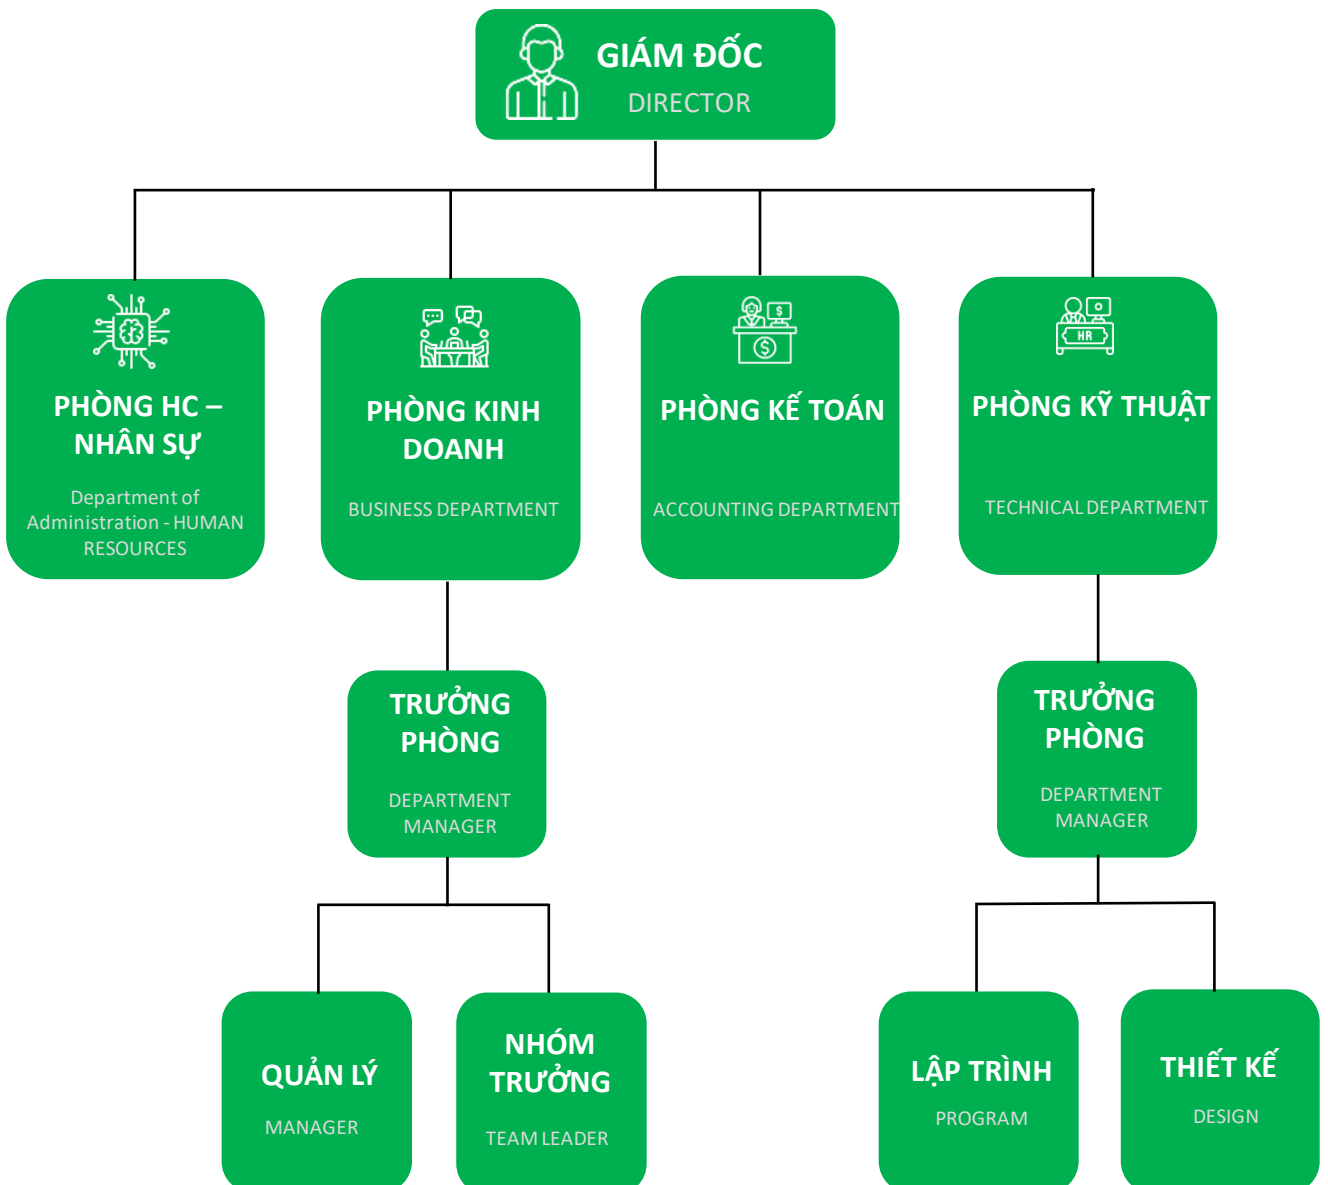 GIÁM ĐỐC
DIRECTOR
PHÒNG HC –
NHÂN SỰ
Department of
Administration - HUMAN
RESOURCES
PHÒNG KINH
DOANH
BUSINESS DEPARTMENT
$
$
PHÒNG KẾ TOÁN
ACCOUNTING DEPARTMENT
HR
PHÒNG KỸ THUẬT
TECHNICAL DEPARTMENT
TRƯỞNG
PHÒNG
DEPARTMENT
MANAGER
TRƯỞNG
PHÒNG
DEPARTMENT
MANAGER
QUẢN LÝ
MANAGER
NHÓM
TRƯỞNG
TEAM LEADER
LẬP TRÌNH
PROGRAM
THIẾT KẾ
DESIGN